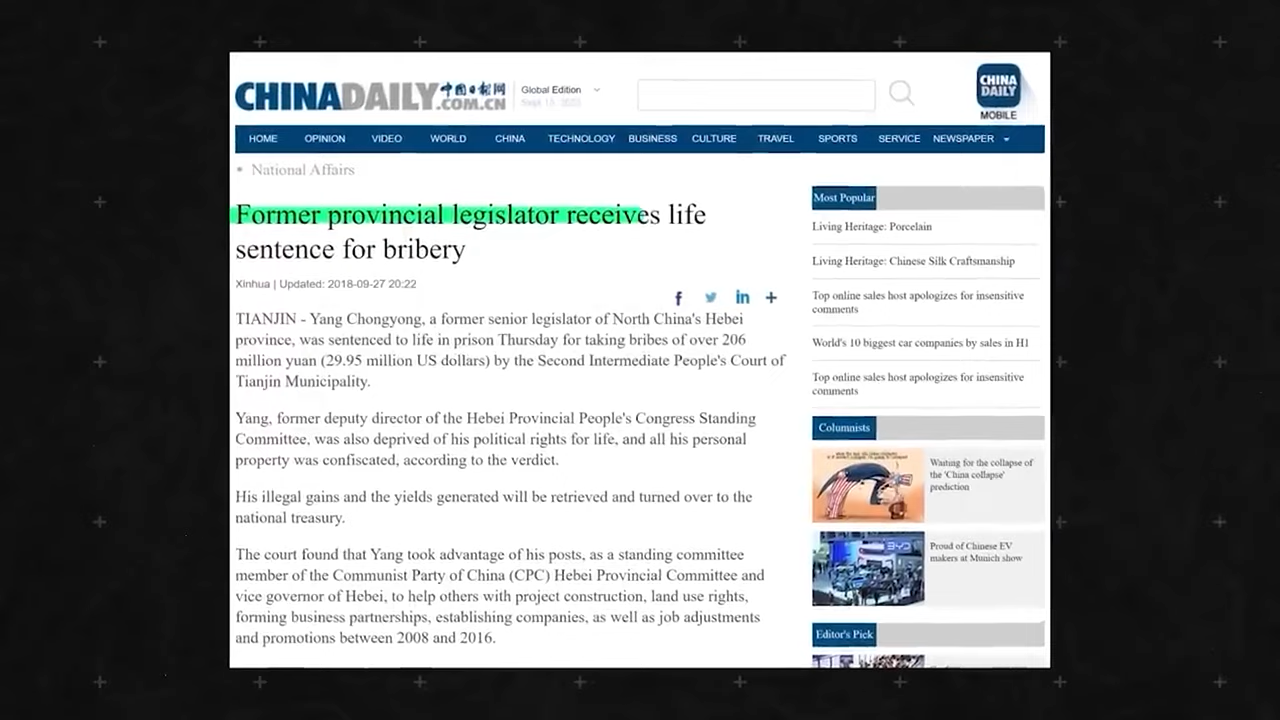 CHINADAILY.COM.CN
中国日报网
Global Edition
CHINA
DAILY
MOBILE
HOME OPINION VIDEO WORLD CHINA TECHNOLOGY BUSINESS CULTURE TRAVEL SPORTS SERVICE NEWSPAPER
National Affairs
Former provincial legislator receives life
sentence for bribery
Xinhua | Updated: 2018-09-27 20:22
TIANJIN - Yang Chongyong, a former senior legislator of North China's Hebei
province, was sentenced to life in prison Thursday for taking bribes of over 206
million yuan (29.95 million US dollars) by the Second Intermediate People's Court of
Tianjin Municipality.
Yang, former deputy director of the Hebei Provincial People's Congress Standing
Committee, was also deprived of his political rights for life, and all his personal
property was confiscated, according to the verdict.
His illegal gains and the yields generated will be retrieved and turned over to the
national treasury.
The court found that Yang took advantage of his posts, as a standing committee
member of the Communist Party of China (CPC) Hebei Provincial Committee and
vice governor of Hebei, to help others with project construction, land use rights,
forming business partnerships, establishing companies, as well as job adjustments
and promotions between 2008 and 2016.
Most Popular
Living Heritage: Porcelain
Living Heritage: Chinese Silk Craftsmanship
Top online sales host apologizes for insensitive
comments
World's 10 biggest car companies by sales in H1
Top online sales host apologizes for insensitive
comments
Columnists
Waiting for the collapse of
the 'China collapse'
prediction
BYD
Proud of Chinese EV
makers at Munich show
Editor's Pick